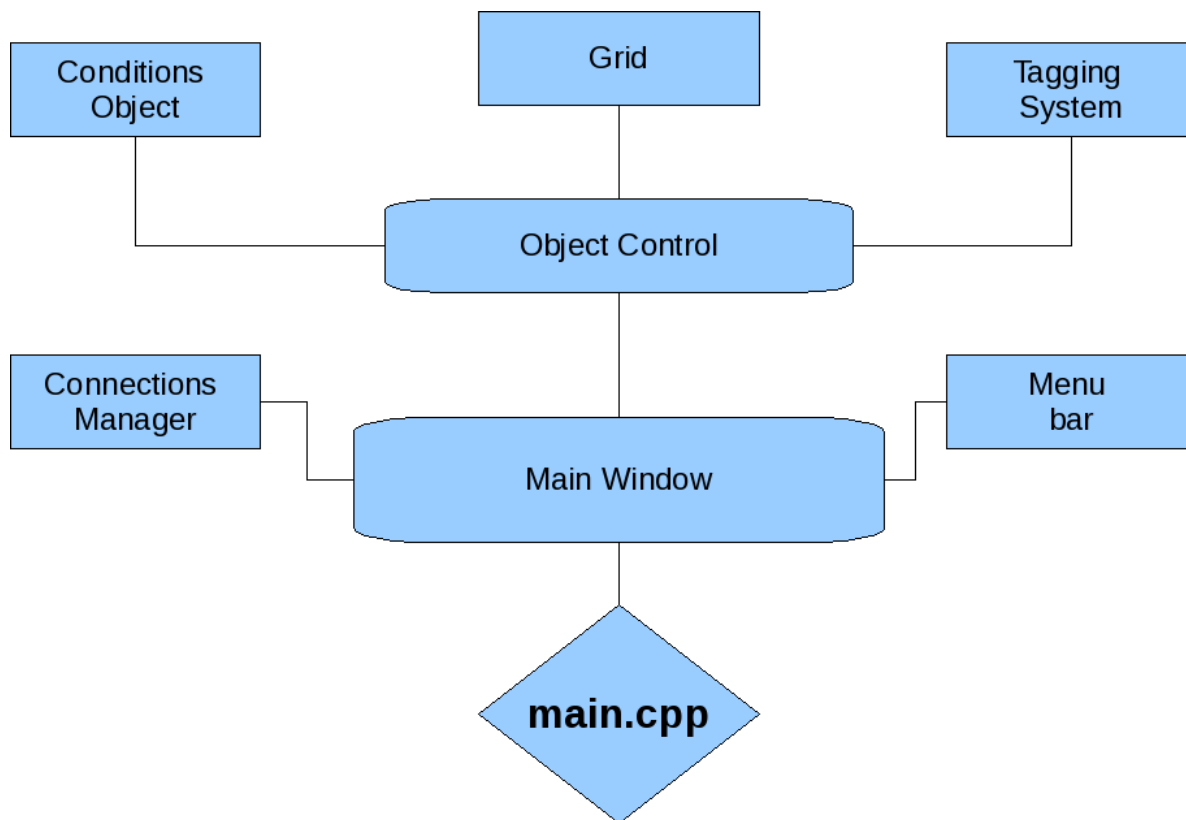 Conditions
Object
Grid
Tagging
System
Object Control
Connections
Manager
Menu
bar
Main Window
main.cpp